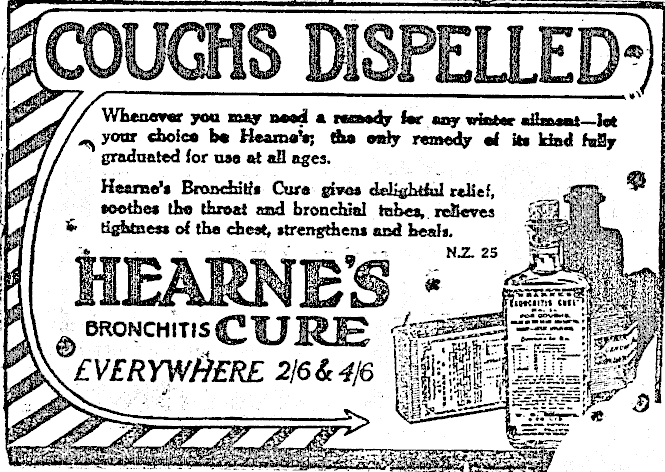 COUGHS DISPELLED
Whenever you may need a remedy for any winter ailment—let
your choice be Hearne's; the only remedy of its kind fully
graduated for use at all ages.
Hearne's Bronchitis Cure gives delightful relief,
soothes the throat and bronchial tubes, relieves
tightness of the chest, strengthens and heals.
N.Z. 25
HEARNE'S
BRONCHITIS CURE
EVERYWHERE 2/6 & 4/6
HEARNE'S
BRONCHITIS CURE